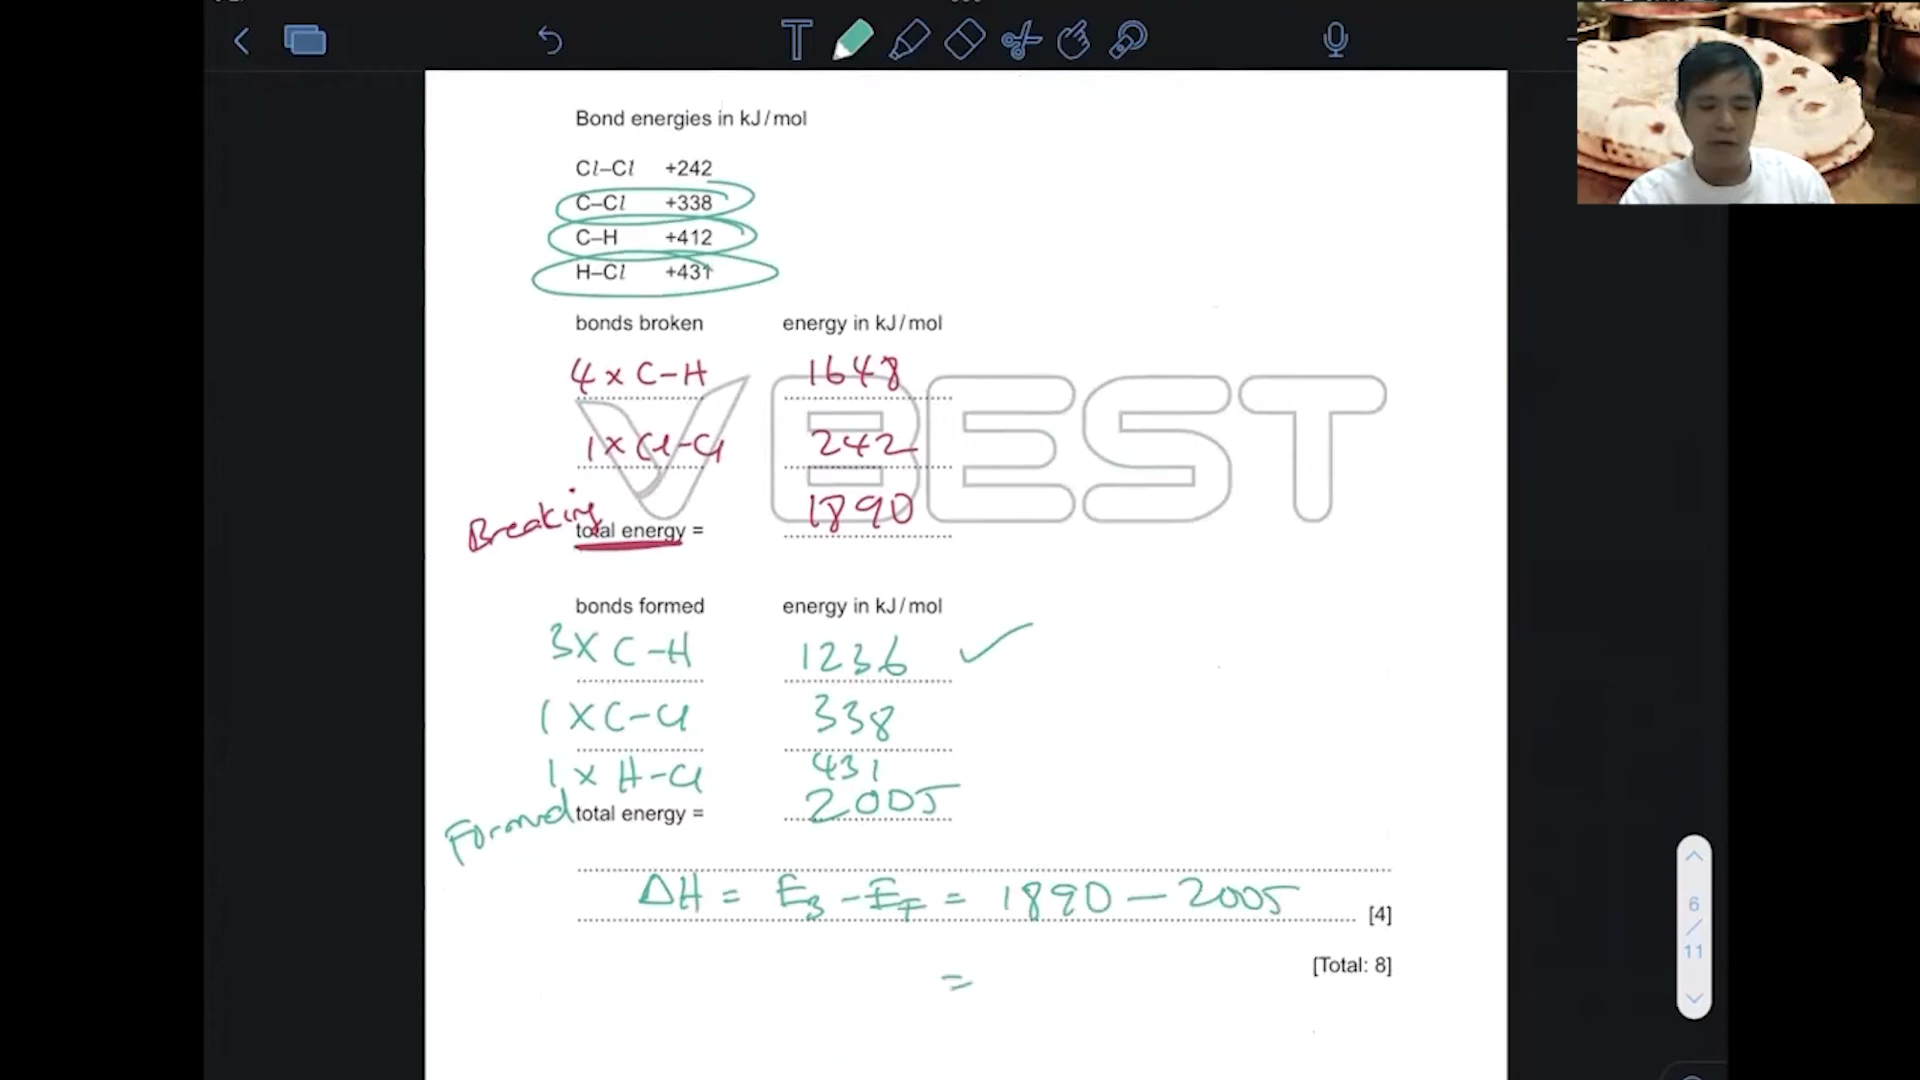 Bond energies in kJ/mol
Cl–Cl +242
C–Cl +338
C–H +412
H–Cl +431
bonds broken energy in kJ/mol
4 x C-H 1648
VBEST
1 x Cl-Cl 242
Breaking total energy = 1890
bonds formed energy in kJ/mol
3 X C-H 1236 ✓
1 X C-Cl 338
1 x H-Cl 431
Formed total energy = 2005
ΔH = EB - EF = 1890 - 2005 [4]
= [Total: 8]
T
6
/
11